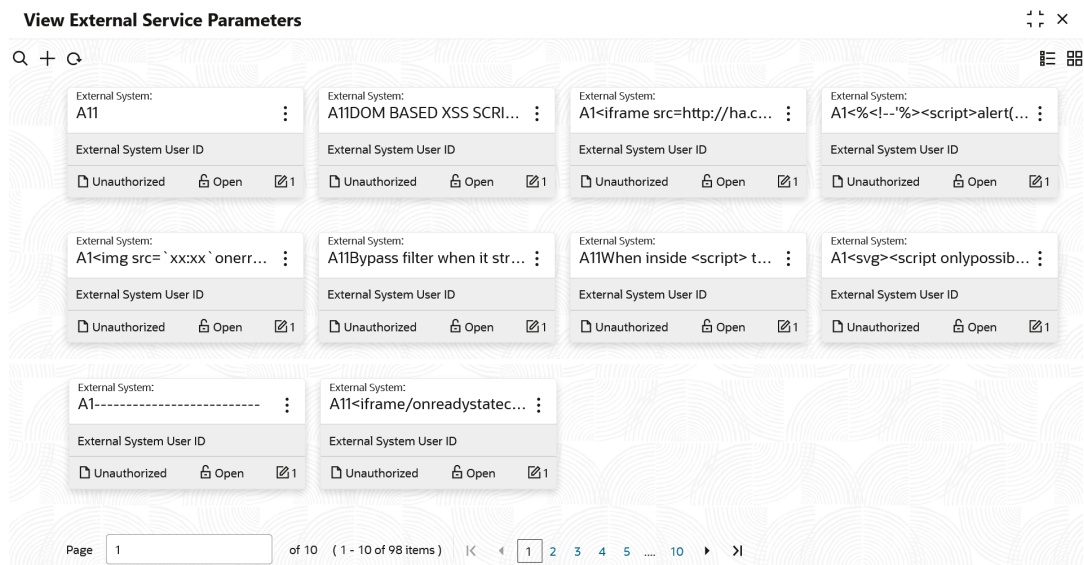 View External Service Parameters
External System:
A11
External System User ID
Unauthorized Open 1
External System:
A11DOM BASED XSS SCRI...
External System User ID
Unauthorized Open 1
External System:
A1<iframe src=http://ha.c...
External System User ID
Unauthorized Open 1
External System:
A1<%<!--'%><script>alert(...
External System User ID
Unauthorized Open 1
External System:
A1<img src=`xx:xx`onerr...
External System User ID
Unauthorized Open 1
External System:
A11Bypass filter when it str...
External System User ID
Unauthorized Open 1
External System:
A11When inside <script> t...
External System User ID
Unauthorized Open 1
External System:
A1<svg><script onlypossib...
External System User ID
Unauthorized Open 1
External System:
A1--------------------------
External System User ID
Unauthorized Open 1
External System:
A11<iframe/onreadystatec...
External System User ID
Unauthorized Open 1
Page 1 of 10 ( 1 - 10 of 98 items ) 1 2 3 4 5 .... 10